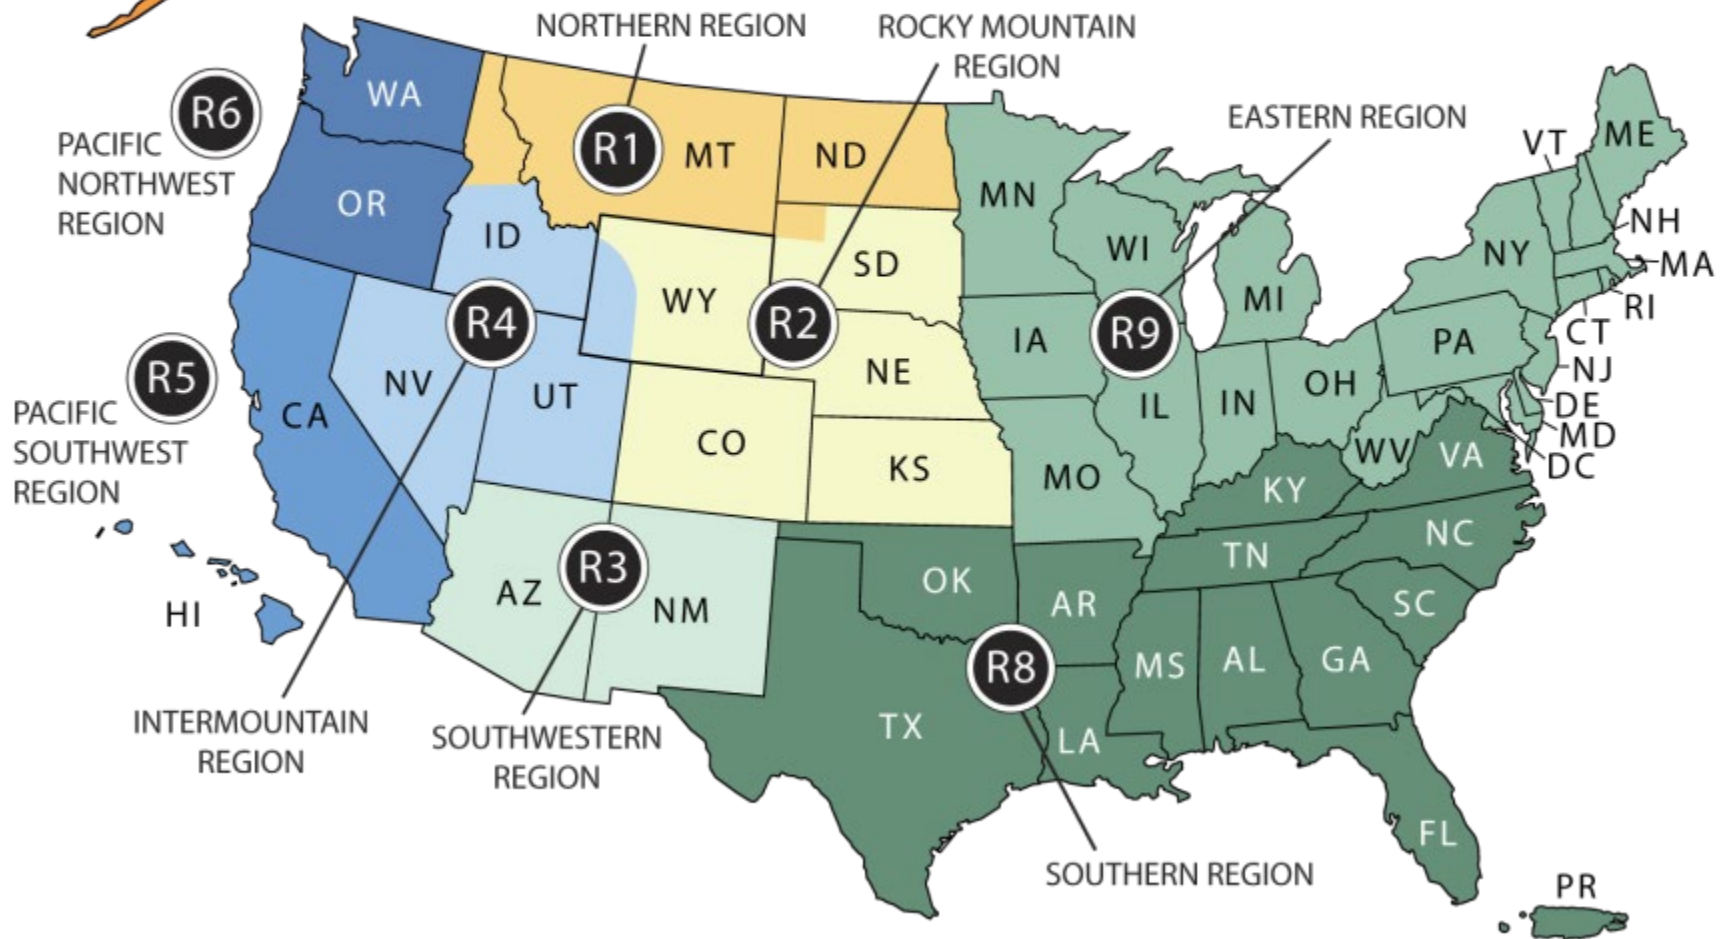 NORTHERN REGION
ROCKY MOUNTAIN
REGION
EASTERN REGION
R6
PACIFIC
NORTHWEST
REGION
WA
OR
R1
MT
ND
MN
ID
SD
WY
WI
MI
VT
ME
NH
NY
MA
RI
CT
R4
R2
R9
IA
PA
NJ
R5
PACIFIC
SOUTHWEST
REGION
CA
NV
UT
NE
CO
KS
IL
IN
OH
DE
MD
DC
WV
VA
MO
KY
HI
R3
AZ
NM
OK
AR
TN
NC
SC
R8
MS
AL
GA
TX
LA
FL
INTERMOUNTAIN
REGION
SOUTHWESTERN
REGION
SOUTHERN REGION
PR